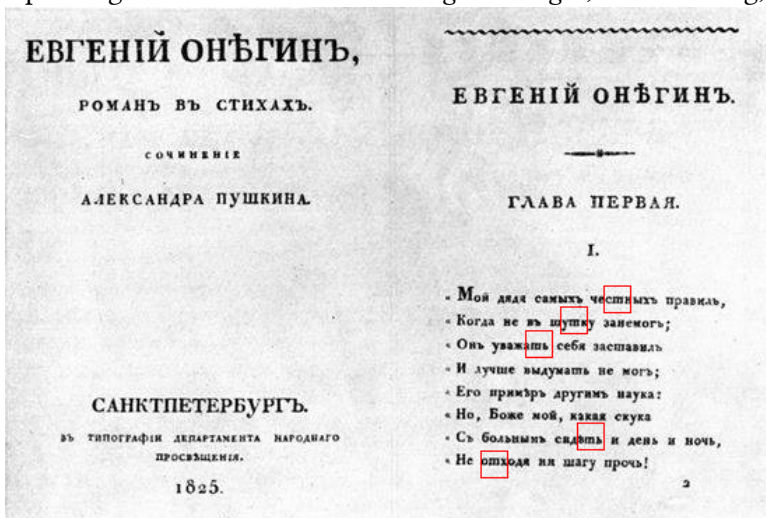 ЕВГЕНІЙ ОНѢГИНЪ,
РОМАНЪ ВЪ СТИХАХЪ.
СОЧИНЕНІЕ
АЛЕКСАНДРА ПУШКИНА.
САНКТПЕТЕРБУРГЪ.
ВЪ ТИПОГРАФІИ ДЕПАРТАМЕНТА НАРОДНАГО
ПРОСВѢЩЕНІЯ.
1825.
ЕВГЕНІЙ ОНѢГИНЪ.
ГЛАВА ПЕРВАЯ.
I.
« Мой дядя самыхъ честныхъ правилъ,
« Когда не въ шутку занемогъ;
« Онъ уважать себя заставилъ
« И лучше выдумать не могъ;
« Его примѣръ другимъ наука:
« Но, Боже мой, какая скука
« Съ больнымъ сидѣть и день и ночь,
« Не отходя ни шагу прочь!
2